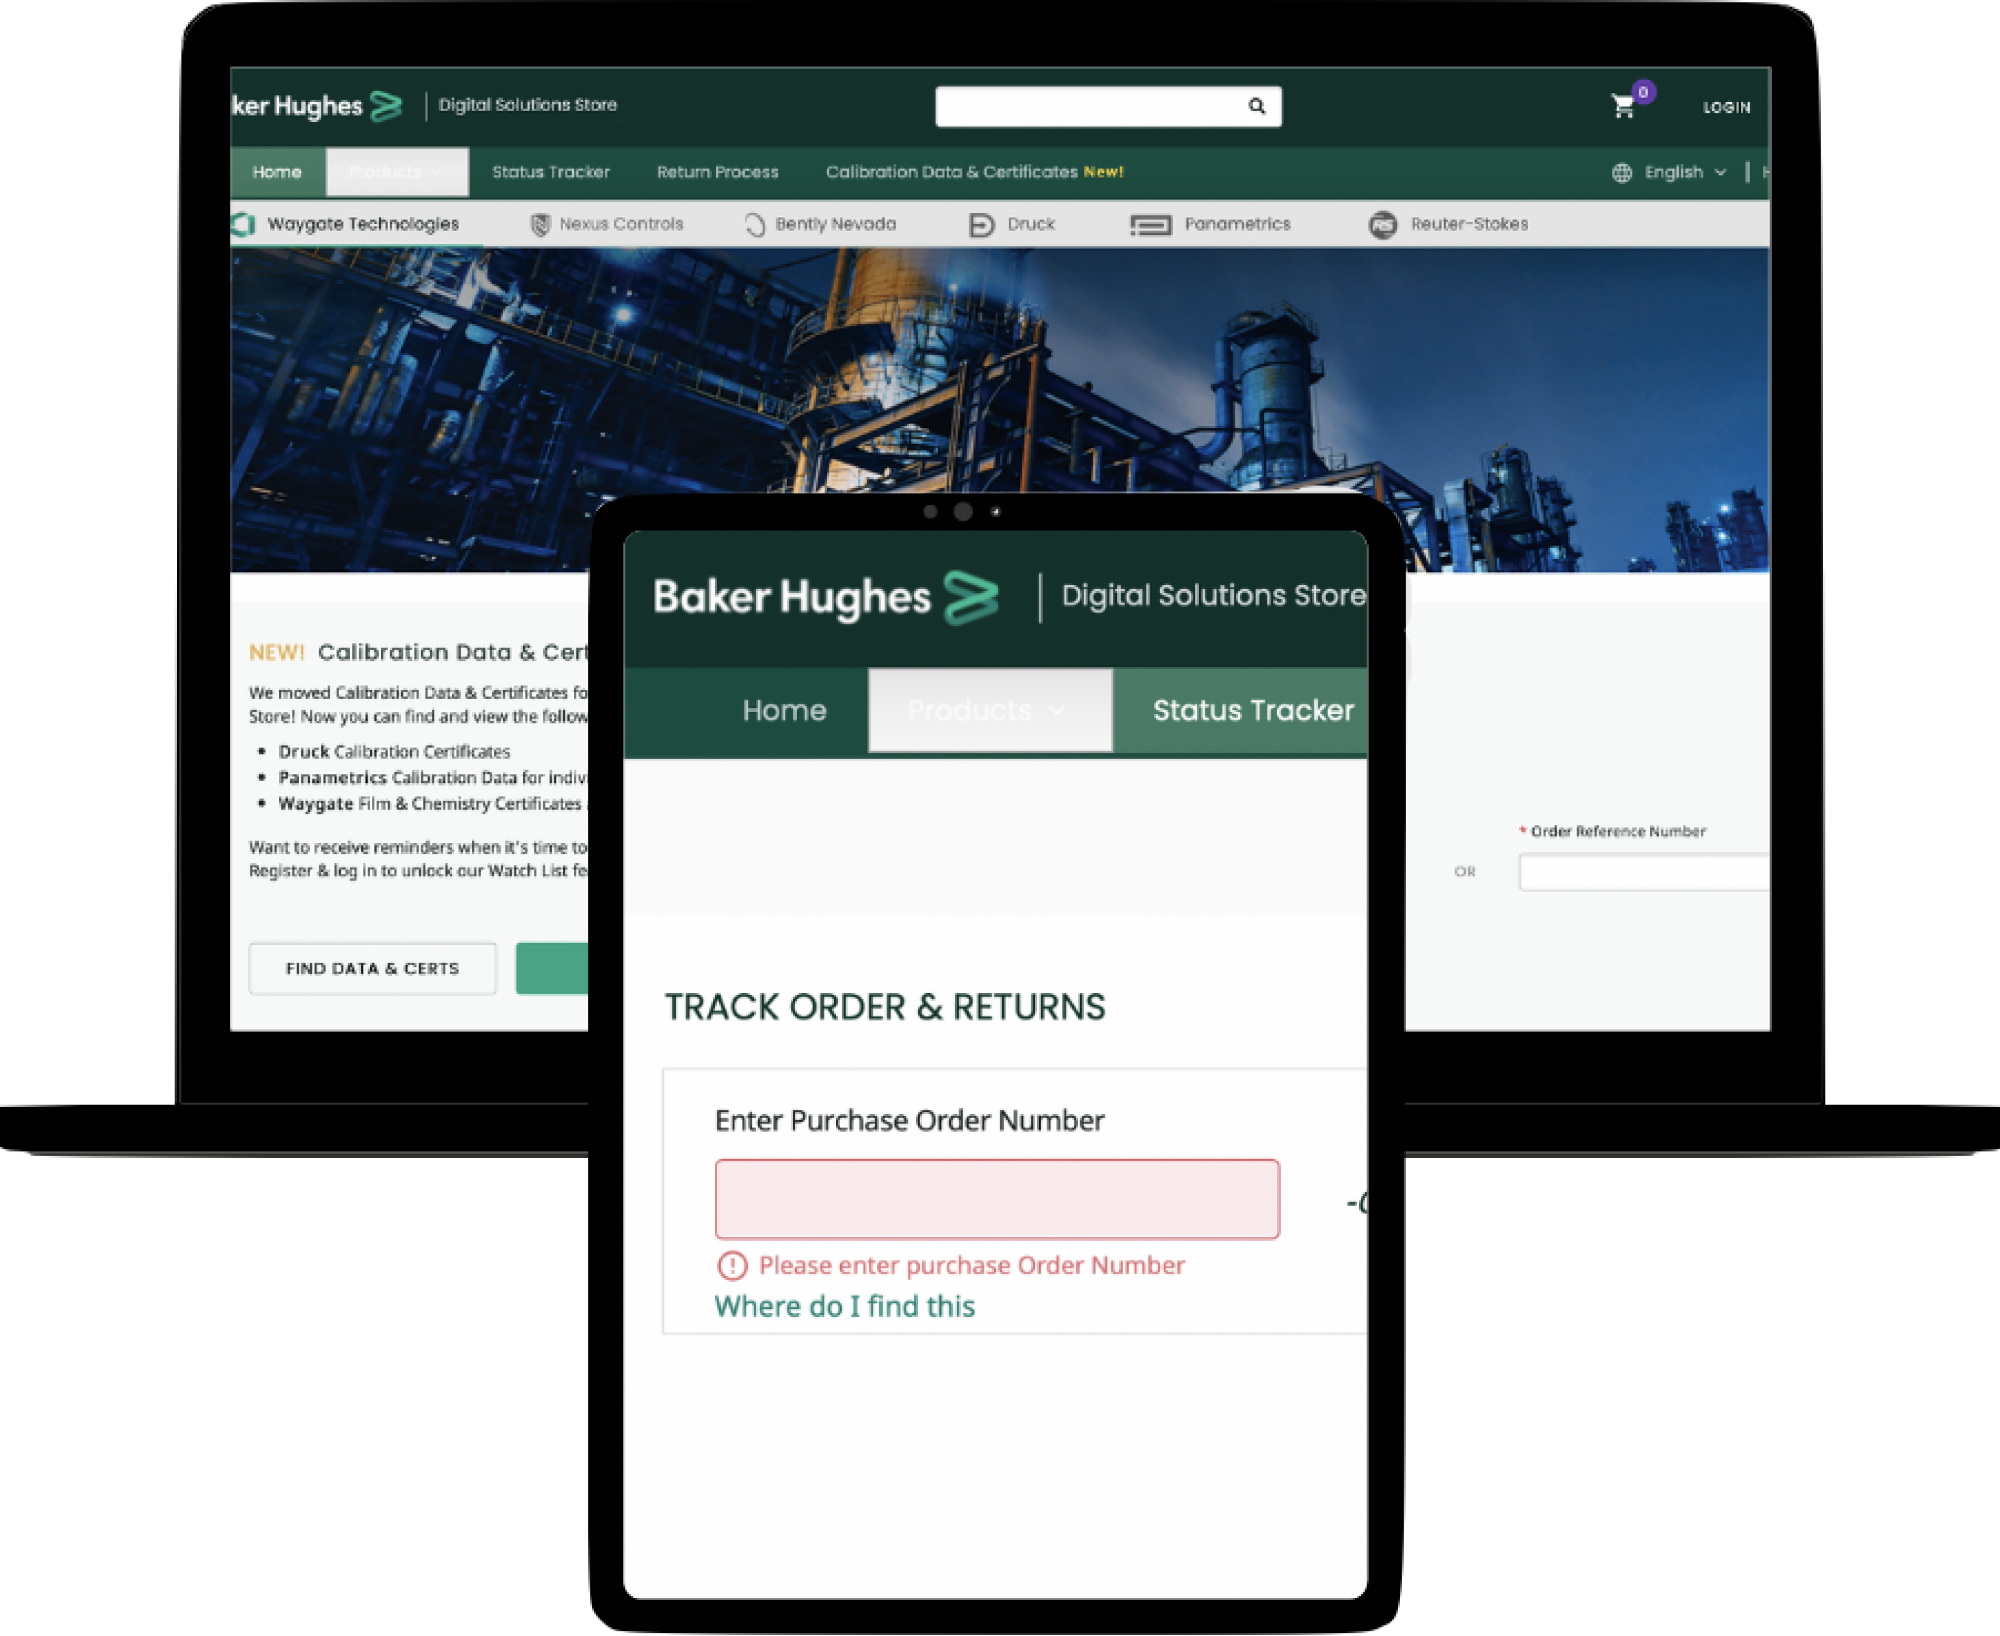 ker Hughes
Digital Solutions Store
0
LOGIN
Home
Products
Status Tracker
Return Process
Calibration Data & Certificates New!
English
Waygate Technologies
Nexus Controls
Bently Nevada
Druck
Panametrics
Reuter-Stokes
NEW! Calibration Data & Cert
We moved Calibration Data & Certificates fo
Store! Now you can find and view the follow
• Druck Calibration Certificates
• Panametrics Calibration Data for indivi
• Waygate Film & Chemistry Certificates
Want to receive reminders when it's time to
Register & log in to unlock our Watch List fe
FIND DATA & CERTS
OR
* Order Reference Number
Baker Hughes
Digital Solutions Store
Home
Products
Status Tracker
TRACK ORDER & RETURNS
Enter Purchase Order Number
Please enter purchase Order Number
Where do I find this